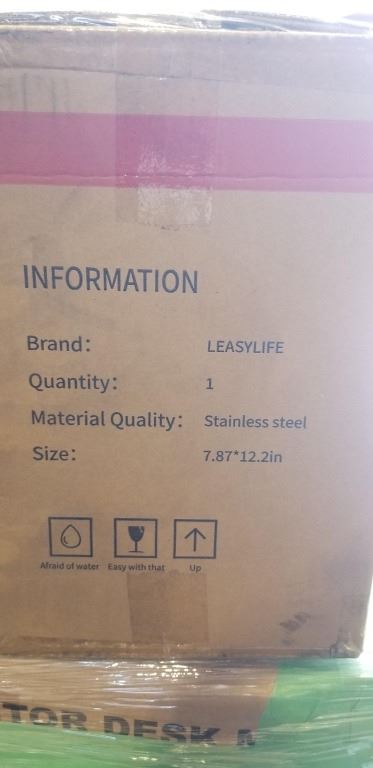 INFORMATION
Brand: LEASYLIFE
Quantity: 1
Material Quality: Stainless steel
Size: 7.87*12.2in
Afraid of water Easy with that Up
TOR DESK M